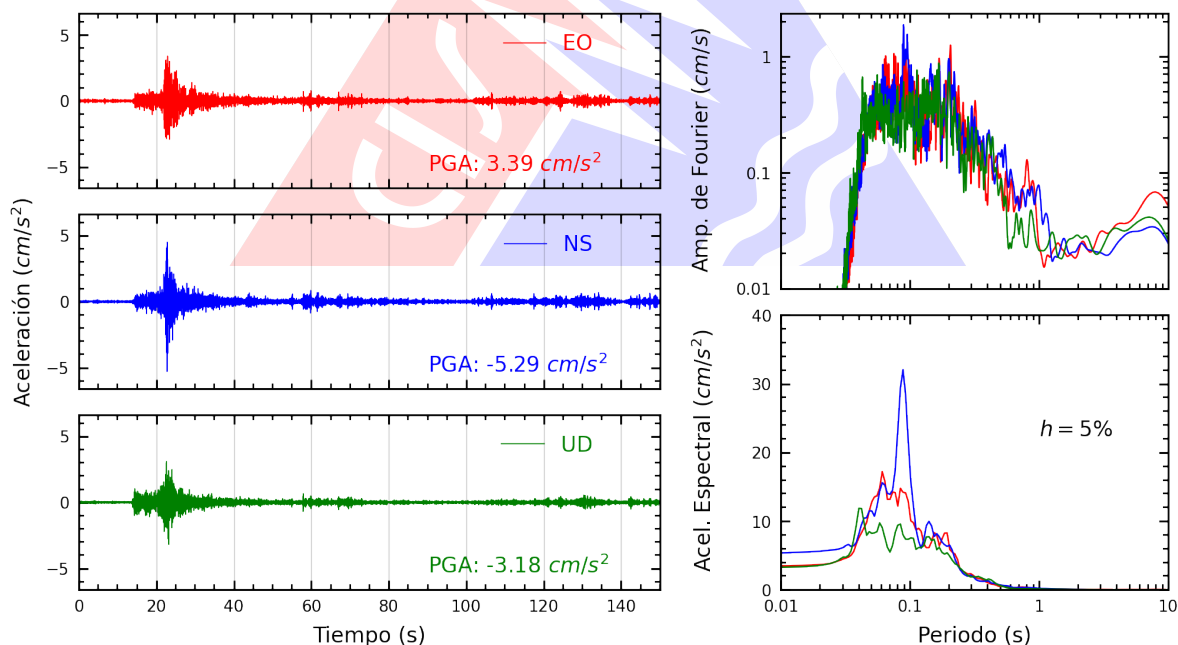 Aceleración (cm/s²)
5
0
−5
EO
PGA: 3.39 cm/s²
5
0
−5
NS
PGA: -5.29 cm/s²
5
0
−5
UD
PGA: -3.18 cm/s²
0 20 40 60 80 100 120 140
Tiempo (s)
Amp. de Fourier (cm/s)
1
0.1
0.01
Acel. Espectral (cm/s²)
40
30
20
10
0
h = 5%
0.01 0.1 1 10
Periodo (s)